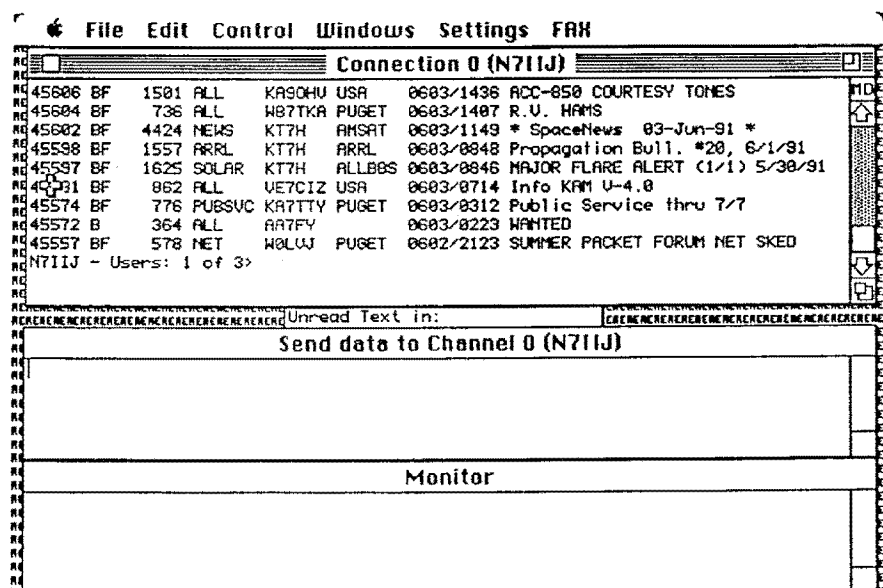 File Edit Control Windows Settings FAX
Connection 0 (N7IIJ)
MD
45606 BF 1501 ALL KA9OHV USA 0603/1436 ACC-850 COURTESY TONES
45604 BF 736 ALL WB7TKA PUGET 0603/1407 R.V. HAMS
45602 BF 4424 NEWS KT7H AMSAT 0603/1149 * SpaceNews 03-Jun-91 *
45598 BF 1557 ARRL KT7H ARRL 0603/0848 Propagation Bull. #20, 6/1/91
45597 BF 1625 SOLAR KT7H ALLBBS 0603/0846 MAJOR FLARE ALERT (1/1) 5/30/91
BF 862 ALL VE7CIZ USA 0603/0714 Info KAM V-4.0
45574 BF 776 PUBSVC KA7TTY PUGET 0603/0312 Public Service thru 7/7
45572 B 364 ALL AA7FY 0603/0223 WANTED
45557 BF 578 NET W0LVJ PUGET 0602/2123 SUMMER PACKET FORUM NET SKED
N7IIJ - Users: 1 of 3>
Unread Text in:
Send data to Channel 0 (N7IIJ)
Monitor